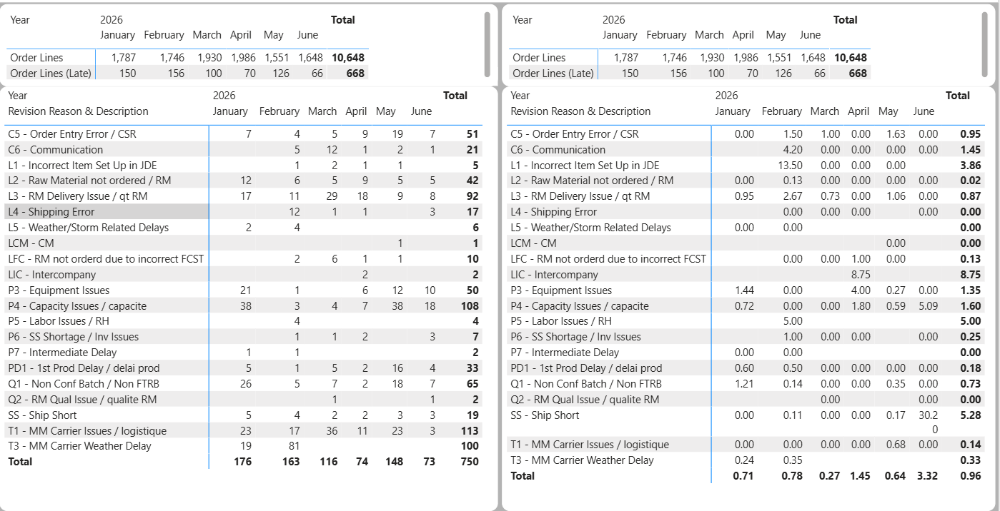 Year 2026 Total
January February March April May June
Order Lines 1,787 1,746 1,930 1,986 1,551 1,648 10,648
Order Lines (Late) 150 156 100 70 126 66 668
Year 2026 Total
Revision Reason & Description January February March April May June
C5 - Order Entry Error / CSR 7 4 5 9 19 7 51
C6 - Communication 5 12 1 2 1 21
L1 - Incorrect Item Set Up in JDE 1 2 1 1 5
L2 - Raw Material not ordered / RM 12 6 5 9 5 5 42
L3 - RM Delivery Issue / qt RM 17 11 29 18 9 8 92
L4 - Shipping Error 12 1 1 3 17
L5 - Weather/Storm Related Delays 2 4 6
LCM - CM 1 1
LFC - RM not orderd due to incorrect FCST 2 6 1 1 10
LIC - Intercompany 2 2
P3 - Equipment Issues 21 1 6 12 10 50
P4 - Capacity Issues / capacite 38 3 4 7 38 18 108
P5 - Labor Issues / RH 4 4
P6 - SS Shortage / Inv Issues 1 1 2 3 7
P7 - Intermediate Delay 1 1 2
PD1 - 1st Prod Delay / delai prod 5 1 5 2 16 4 33
Q1 - Non Conf Batch / Non FTRB 26 5 7 2 18 7 65
Q2 - RM Qual Issue / qualite RM 1 1 2
SS - Ship Short 5 4 2 2 3 3 19
T1 - MM Carrier Issues / logistique 23 17 36 11 23 3 113
T3 - MM Carrier Weather Delay 19 81 100
Total 176 163 116 74 148 73 750
Year 2026 Total
January February March April May June
Order Lines 1,787 1,746 1,930 1,986 1,551 1,648 10,648
Order Lines (Late) 150 156 100 70 126 66 668
Year 2026 Total
Revision Reason & Description January February March April May June
C5 - Order Entry Error / CSR 0.00 1.50 1.00 0.00 1.63 0.00 0.95
C6 - Communication 4.20 0.00 0.00 0.00 0.00 1.45
L1 - Incorrect Item Set Up in JDE 13.50 0.00 0.00 0.00 3.86
L2 - Raw Material not ordered / RM 0.00 0.13 0.00 0.00 0.00 0.00 0.02
L3 - RM Delivery Issue / qt RM 0.95 2.67 0.73 0.00 1.06 0.00 0.87
L4 - Shipping Error 0.00 0.00 0.00 0.00 0.00
L5 - Weather/Storm Related Delays 0.00 0.00 0.00
LCM - CM 0.00 0.00
LFC - RM not orderd due to incorrect FCST 0.00 0.00 1.00 0.00 0.13
LIC - Intercompany 8.75 8.75
P3 - Equipment Issues 1.44 0.00 4.00 0.27 0.00 1.35
P4 - Capacity Issues / capacite 0.72 0.00 0.00 1.80 0.59 5.09 1.60
P5 - Labor Issues / RH 5.00 5.00
P6 - SS Shortage / Inv Issues 1.00 0.00 0.00 0.00 0.25
P7 - Intermediate Delay 0.00 0.00 0.00
PD1 - 1st Prod Delay / delai prod 0.60 0.50 0.00 0.00 0.00 0.00 0.18
Q1 - Non Conf Batch / Non FTRB 1.21 0.14 0.00 0.00 0.35 0.00 0.73
Q2 - RM Qual Issue / qualite RM 0.00 0.00 0.00
SS - Ship Short 0.00 0.11 0.00 0.00 0.17 30.2 5.28
0
T1 - MM Carrier Issues / logistique 0.00 0.00 0.00 0.00 0.68 0.00 0.14
T3 - MM Carrier Weather Delay 0.24 0.35 0.33
Total 0.71 0.78 0.27 1.45 0.64 3.32 0.96